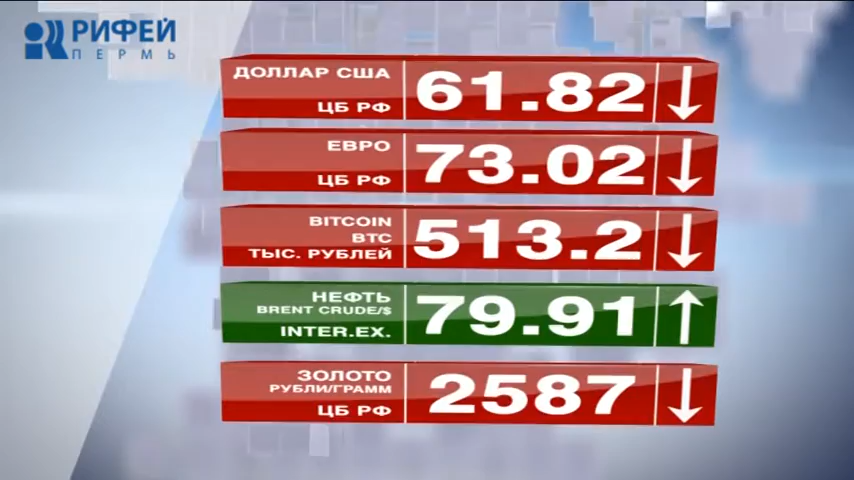 РИФЕЙ
ПЕРМЬ
ДОЛЛАР США
ЦБ РФ
61.82
ЕВРО
ЦБ РФ
73.02
BITCOIN
BTC
ТЫС. РУБЛЕЙ
513.2
НЕФТЬ
BRENT CRUDE/$
INTER.EX.
79.91
ЗОЛОТО
РУБЛИ/ГРАММ
ЦБ РФ
2587